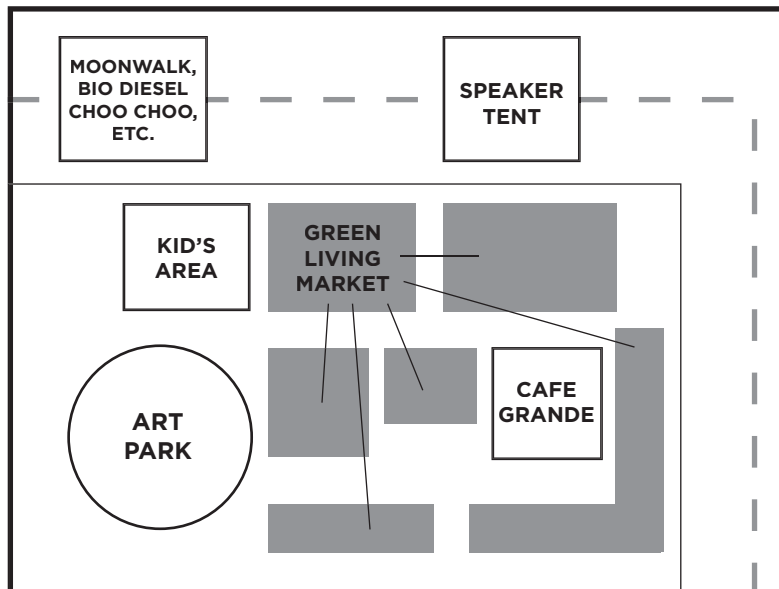 MOONWALK,
BIO DIESEL
CHOO CHOO,
ETC.
SPEAKER
TENT
KID’S
AREA
GREEN
LIVING
MARKET
ART
PARK
CAFE
GRANDE